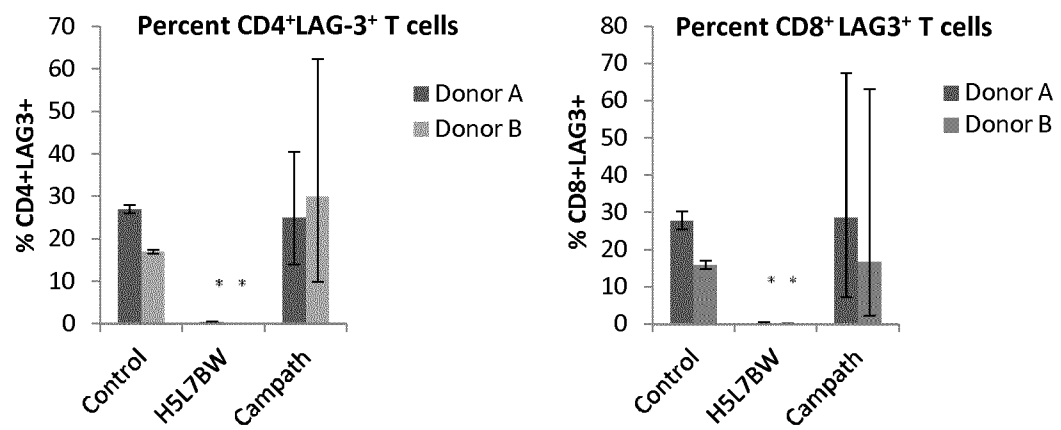 Percent CD4⁺LAG-3⁺ T cells
% CD4+LAG3+
70
60
50
40
30
20
10
0
* *
Control
H5L7BW
Campath
Donor A
Donor B
Percent CD8⁺ LAG3⁺ T cells
% CD8+LAG3+
80
70
60
50
40
30
20
10
0
* *
Control
H5L7BW
Campath
Donor A
Donor B